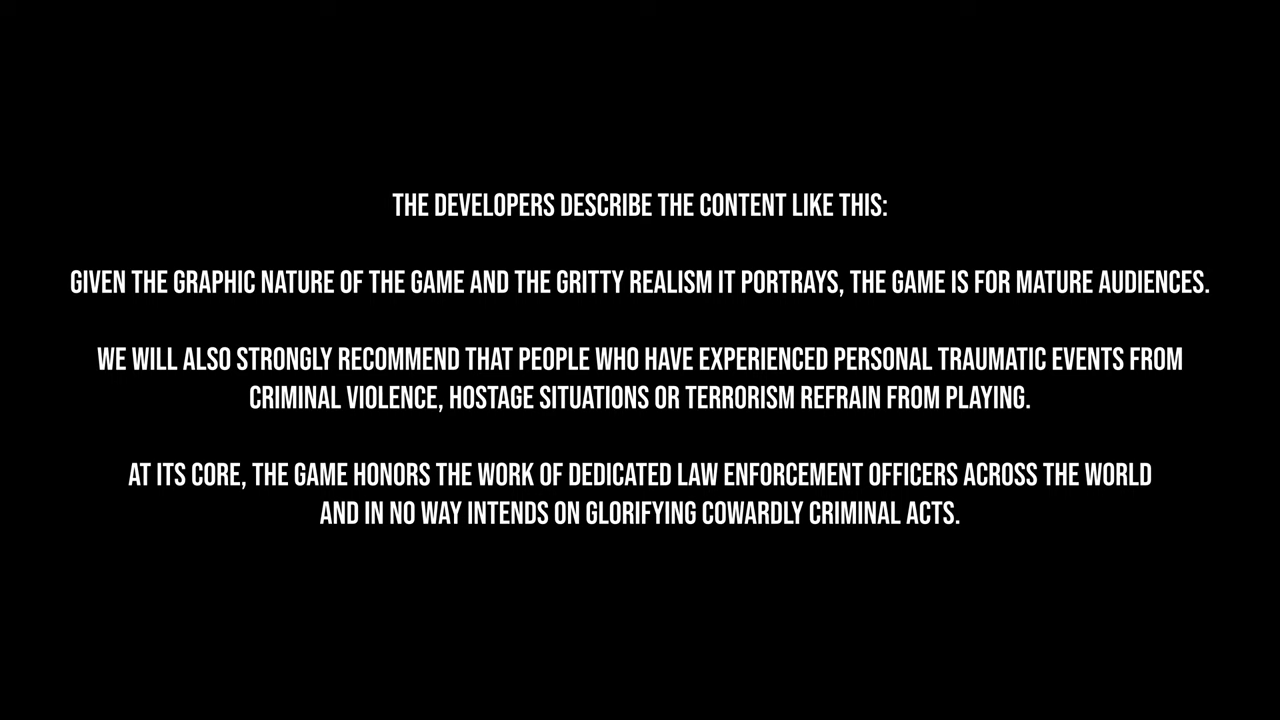 THE DEVELOPERS DESCRIBE THE CONTENT LIKE THIS:
GIVEN THE GRAPHIC NATURE OF THE GAME AND THE GRITTY REALISM IT PORTRAYS, THE GAME IS FOR MATURE AUDIENCES.
WE WILL ALSO STRONGLY RECOMMEND THAT PEOPLE WHO HAVE EXPERIENCED PERSONAL TRAUMATIC EVENTS FROM
CRIMINAL VIOLENCE, HOSTAGE SITUATIONS OR TERRORISM REFRAIN FROM PLAYING.
AT ITS CORE, THE GAME HONORS THE WORK OF DEDICATED LAW ENFORCEMENT OFFICERS ACROSS THE WORLD
AND IN NO WAY INTENDS ON GLORIFYING COWARDLY CRIMINAL ACTS.